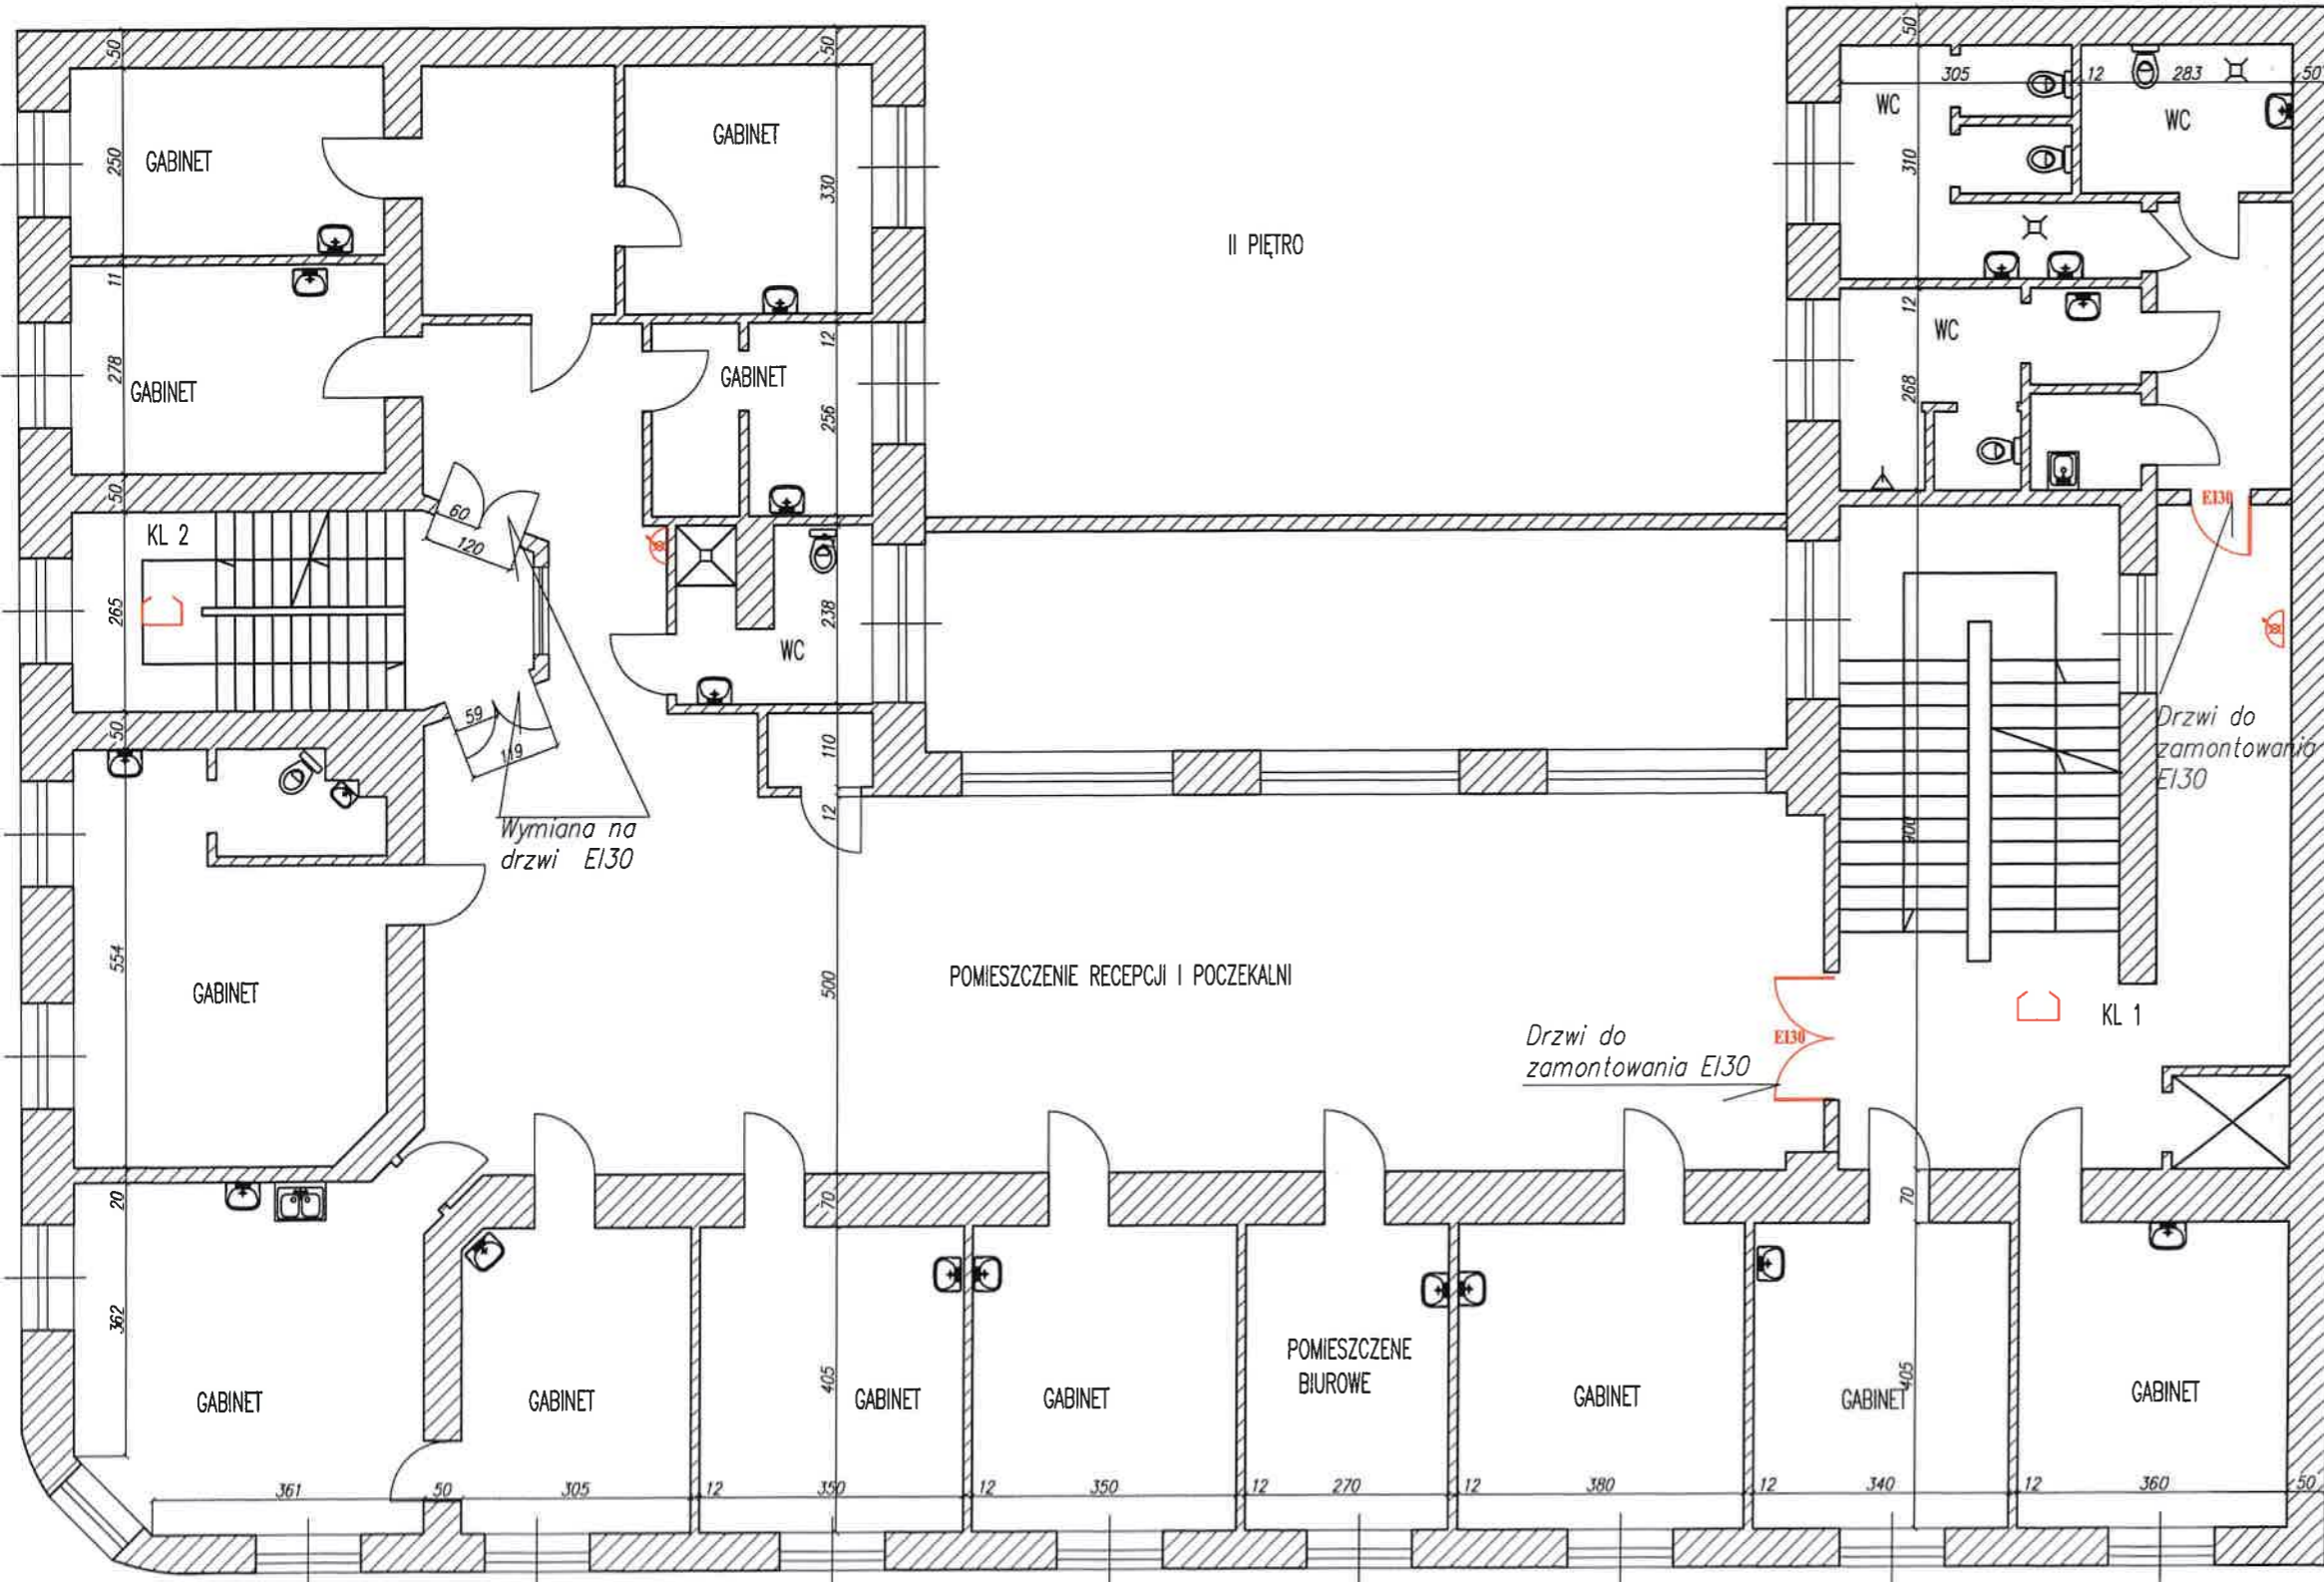 50
50
50
305
12
283
50
WC
WC
GABINET
GABINET
250
330
310
II PIĘTRO
11
12
12
WC
278
GABINET
GABINET
256
268
50
60
120
EI30
KL 2
265
238
WC
Drzwi do
zamontowania
EI30
50
59
119
110
12
Wymiana na
drzwi EI30
900
554
GABINET
500
POMIESZCZENIE RECEPCJI I POCZEKALNI
KL 1
Drzwi do
zamontowania EI30
EI30
20
70
70
362
405
405
POMIESZCZENE
BIUROWE
GABINET
GABINET
GABINET
GABINET
GABINET
GABINET
GABINET
361
50
305
12
350
12
350
12
270
12
380
12
340
12
360
50